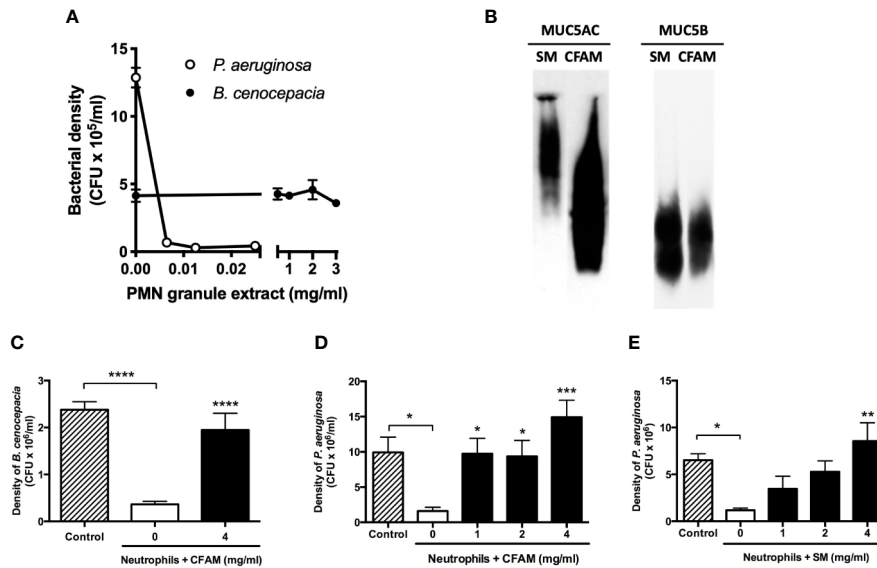 A
Bacterial density
(CFU x 10⁵/ml)
15
10
5
0
P. aeruginosa
B. cenocepacia
0.00 0.01 0.02 1 2 3
PMN granule extract (mg/ml)
B
MUC5AC MUC5B
SM CFAM SM CFAM
C
Density of B. cenocepacia
(CFU x 10⁶/ml)
3
2
1
0
****
****
Control 0 4
Neutrophils + CFAM (mg/ml)
D
Density of P. aeruginosa
(CFU x 10⁶/ml)
20
15
10
5
0
*
*
*
***
Control 0 1 2 4
Neutrophils + CFAM (mg/ml)
E
Density of P. aeruginosa
(CFU x 10⁶)
15
10
5
0
*
**
Control 0 1 2 4
Neutrophils + SM (mg/ml)